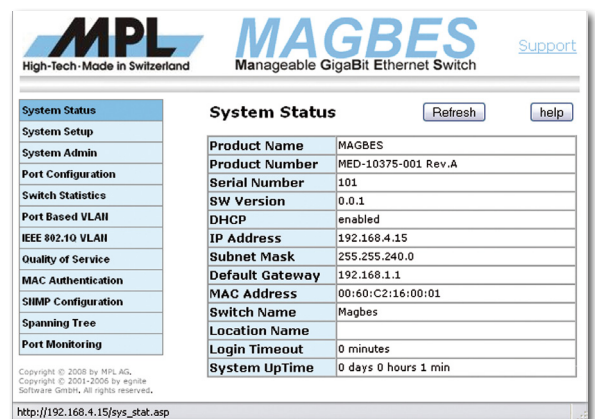 MPL
High-Tech · Made in Switzerland
MAGBES
Manageable GigaBit Ethernet Switch
Support
System Status
System Setup
System Admin
Port Configuration
Switch Statistics
Port Based VLAN
IEEE 802.1Q VLAN
Quality of Service
MAC Authentication
SNMP Configuration
Spanning Tree
Port Monitoring
Copyright © 2008 by MPL AG.
Copyright © 2001-2006 by egnite
Software GmbH. All rights reserved.
System Status
Refresh
help
Product Name MAGBES
Product Number MED-10375-001 Rev.A
Serial Number 101
SW Version 0.0.1
DHCP enabled
IP Address 192.168.4.15
Subnet Mask 255.255.240.0
Default Gateway 192.168.1.1
MAC Address 00:60:C2:16:00:01
Switch Name Magbes
Location Name
Login Timeout 0 minutes
System UpTime 0 days 0 hours 1 min
http://192.168.4.15/sys_stat.asp